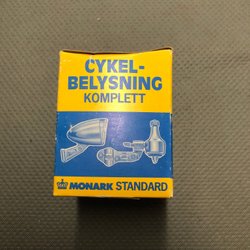 CYKEL-
BELYSNING
KOMPLETT
MONARK STANDARD